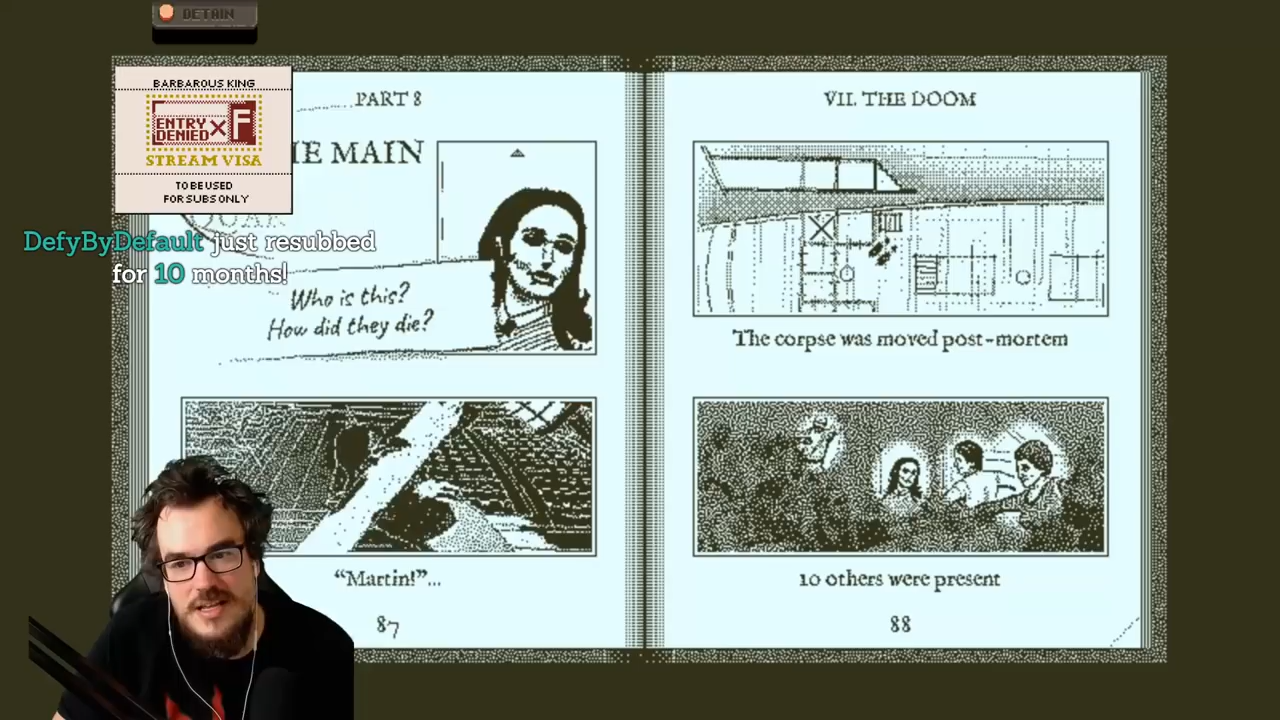 DETAIN
BARBAROUS KING
ENTRY
DENIED X F
STREAM VISA
TO BE USED
FOR SUBS ONLY
DefyByDefault just resubbed
for 10 months!
PART 8
MAIN
Who is this?
How did they die?
"Martin!"...
87
VII. THE DOOM
The corpse was moved post-mortem
10 others were present
88